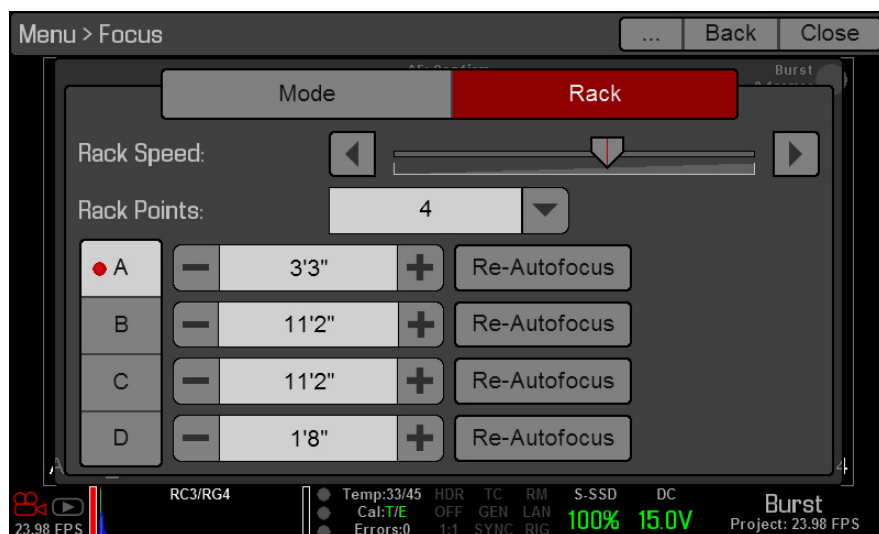 Menu > Focus ... Back Close
Burst
Mode Rack
Rack Speed:
Rack Points: 4
A 3'3" Re-Autofocus
B 11'2" Re-Autofocus
C 11'2" Re-Autofocus
D 1'8" Re-Autofocus
RC3/RG4 Temp:33/45 HDR TC RM S-SSD DC Burst
Cal:T/E OFF GEN LAN 100% 15.0V
23.98 FPS Errors:0 1:1 SYNC RIG Project: 23.98 FPS